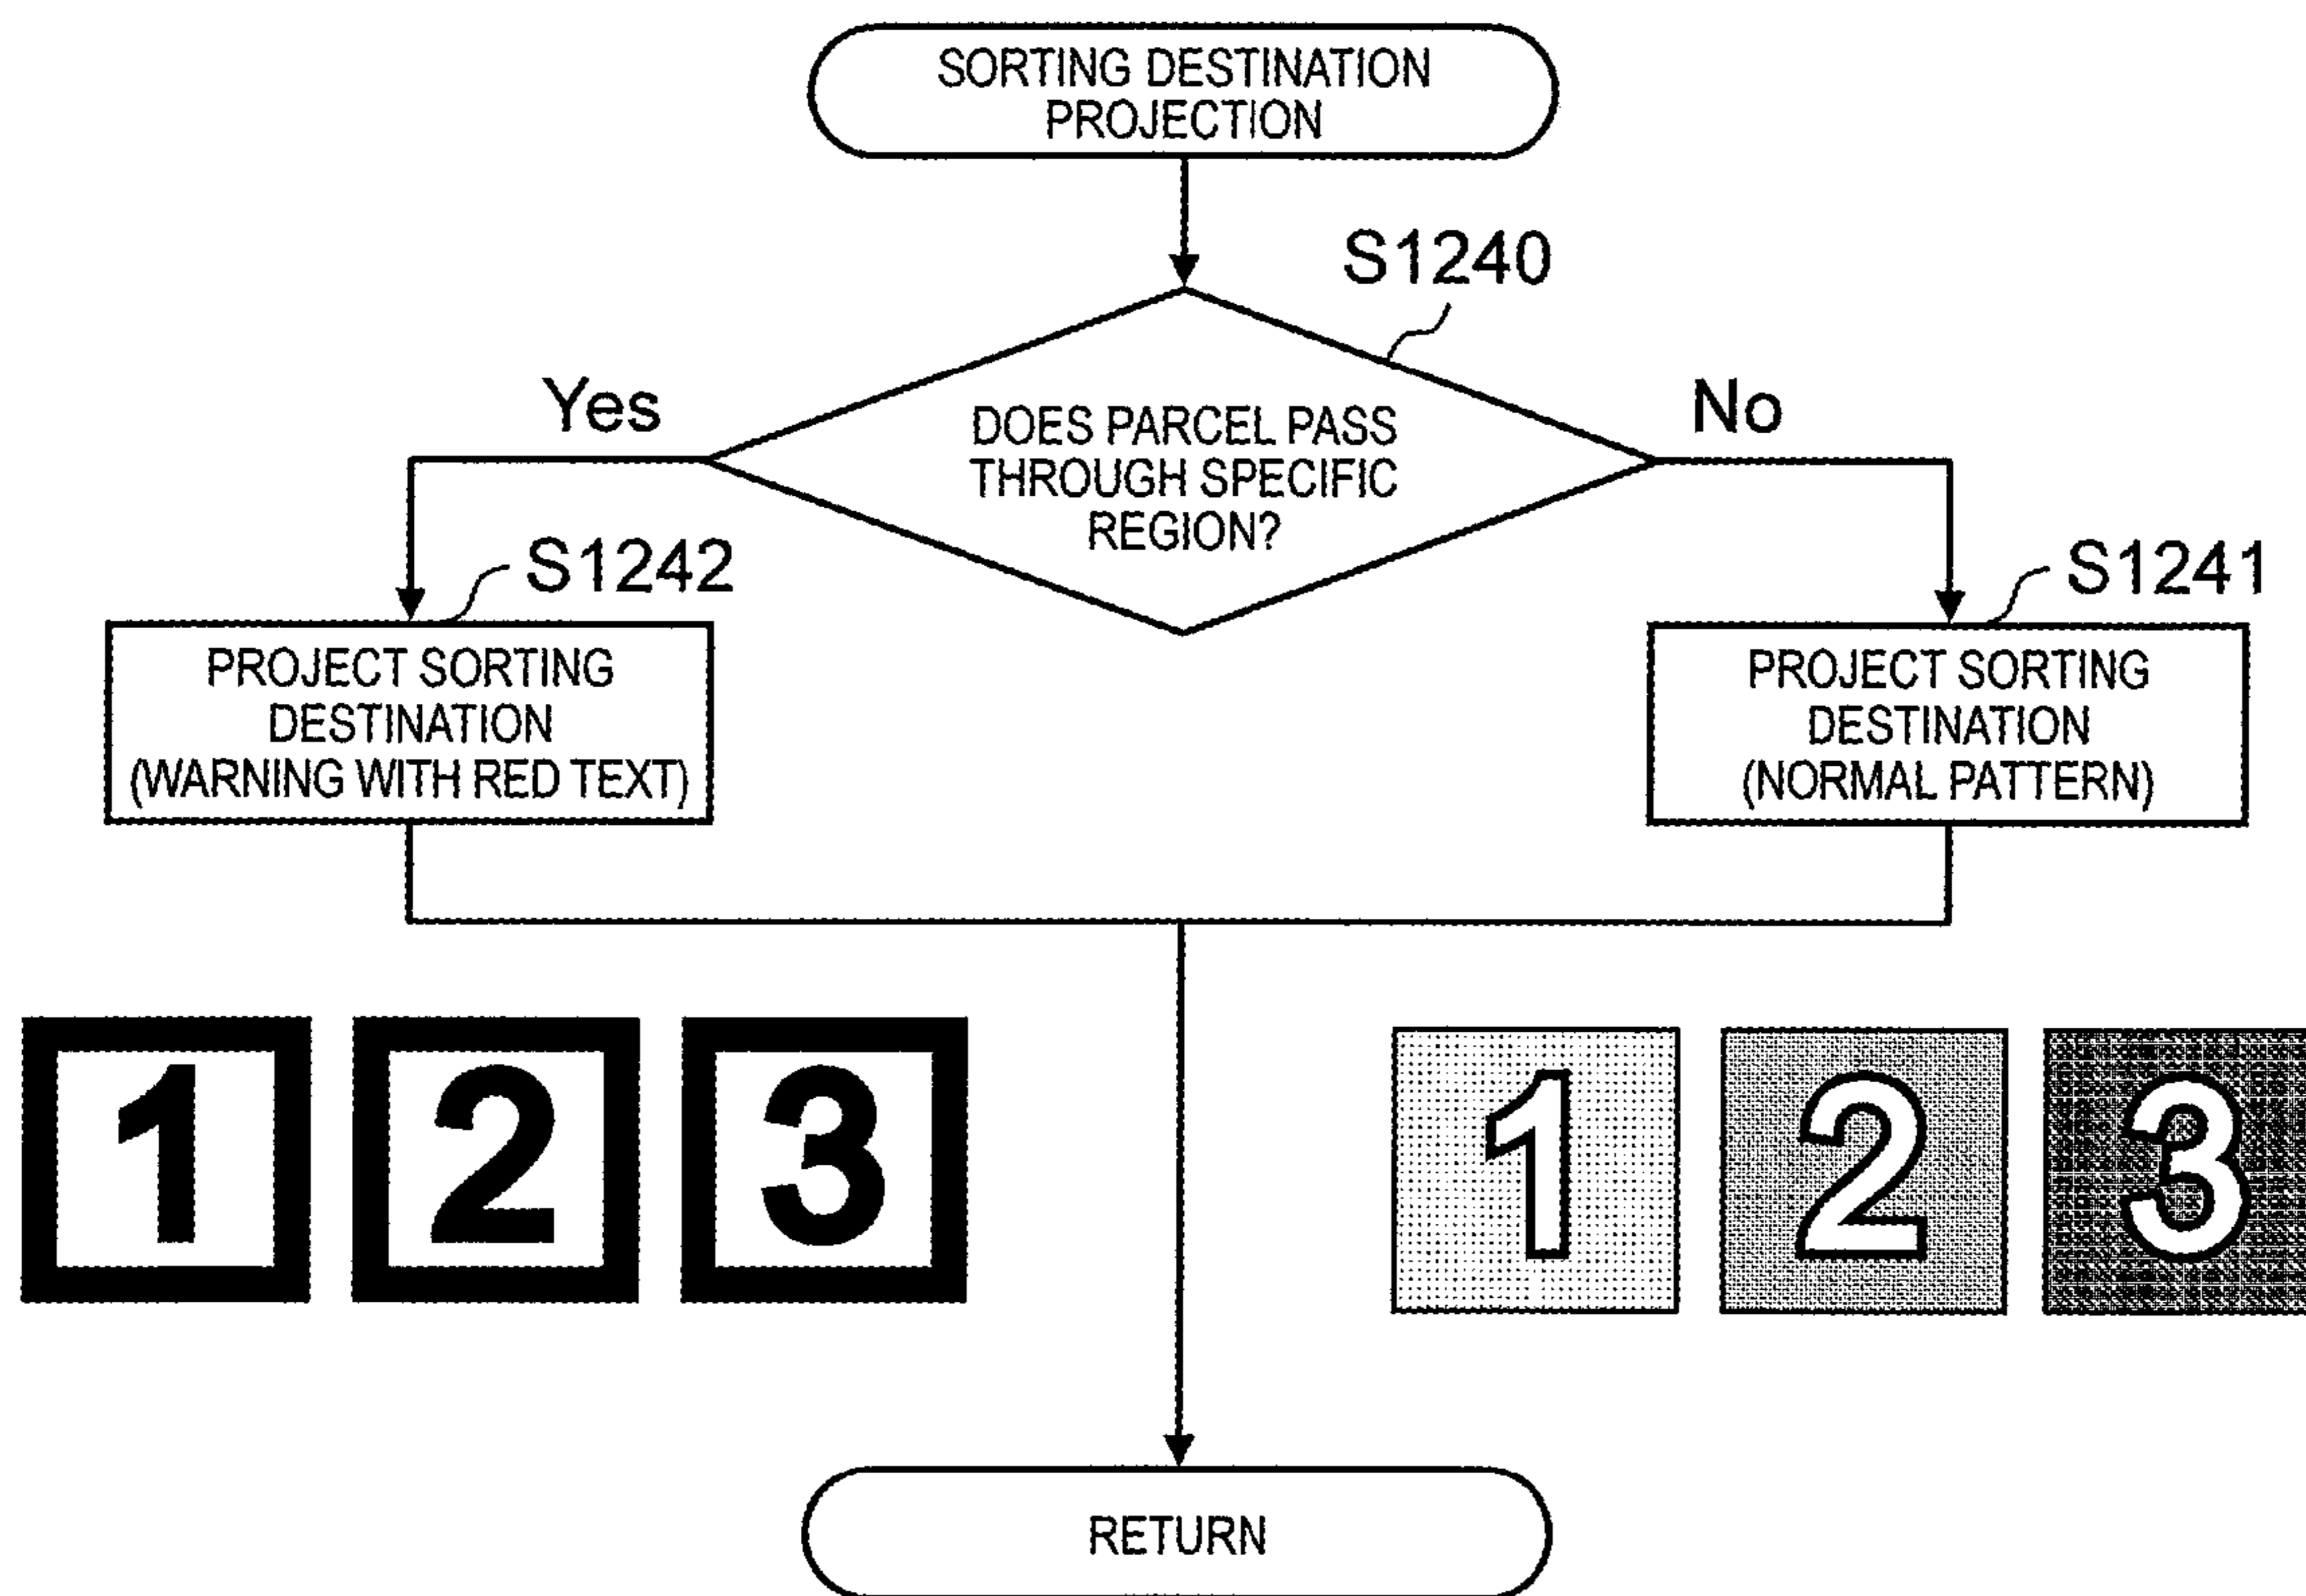 SORTING DESTINATION
PROJECTION
S1240
Yes
No
DOES PARCEL PASS
THROUGH SPECIFIC
REGION?
S1242
S1241
PROJECT SORTING
DESTINATION
(WARNING WITH RED TEXT)
PROJECT SORTING
DESTINATION
(NORMAL PATTERN)
1 2 3
1 2 3
RETURN